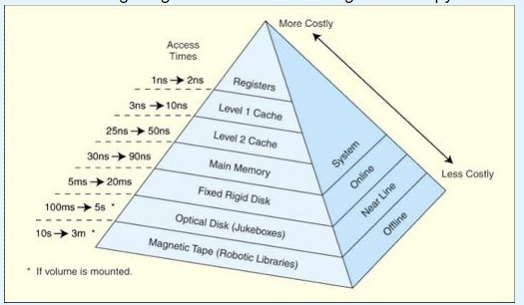 More Costly
Access
Times
1ns → 2ns
Registers
3ns → 10ns
Level 1 Cache
25ns → 50ns
Level 2 Cache
30ns → 90ns
Main Memory
System
5ms → 20ms
Fixed Rigid Disk
Online
Less Costly
100ms → 5s *
Optical Disk (Jukeboxes)
Near Line
10s → 3m *
Magnetic Tape (Robotic Libraries)
Offline
* If volume is mounted.